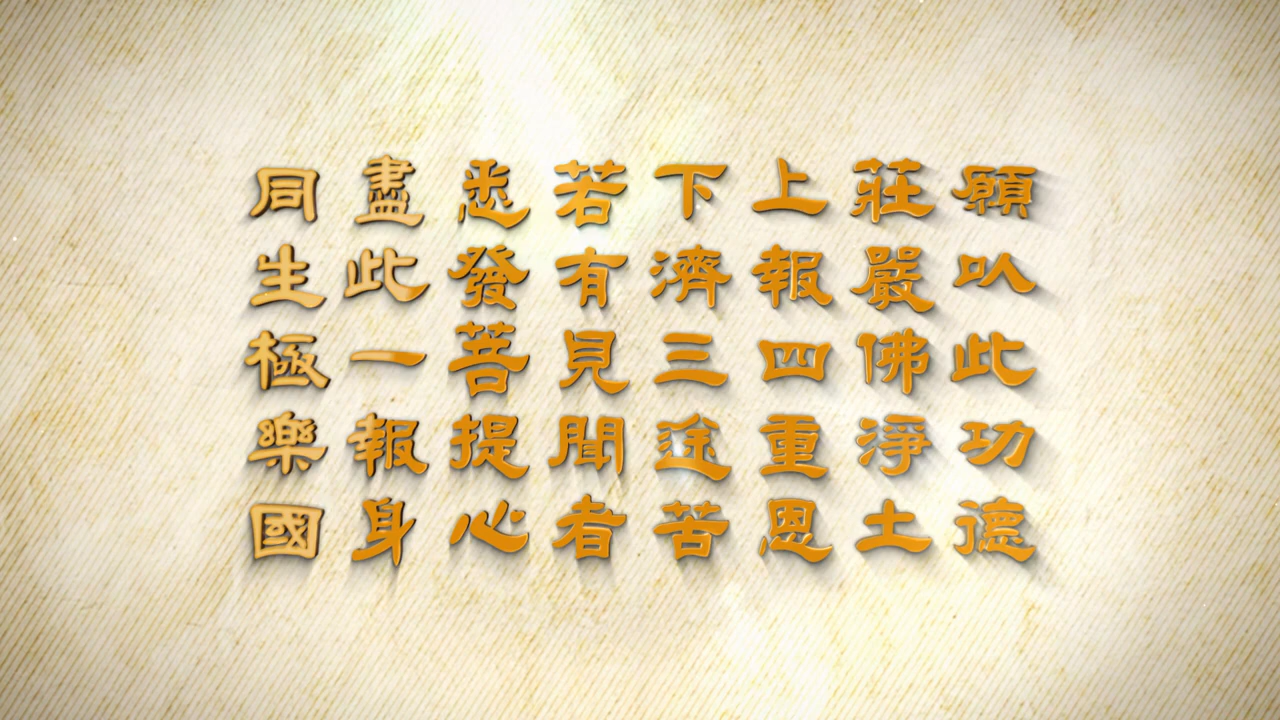 願以此功德
莊嚴佛淨土
上報四重恩
下濟三途苦
若有見聞者
悉發菩提心
盡此一報身
同生極樂國